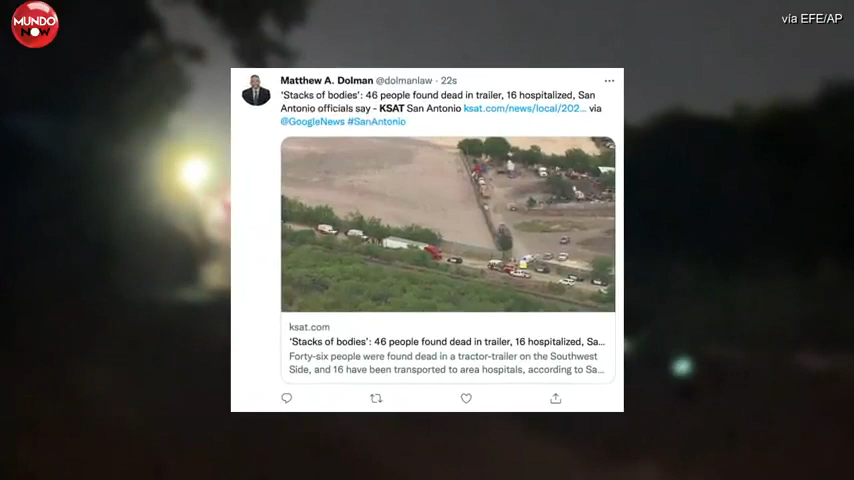 MUNDO
NOW
vía EFE/AP
Matthew A. Dolman @dolmanlaw · 22s
'Stacks of bodies': 46 people found dead in trailer, 16 hospitalized, San
Antonio officials say - KSAT San Antonio ksat.com/news/local/202... via
@GoogleNews #SanAntonio
ksat.com
'Stacks of bodies': 46 people found dead in trailer, 16 hospitalized, Sa...
Forty-six people were found dead in a tractor-trailer on the Southwest
Side, and 16 have been transported to area hospitals, according to Sa...